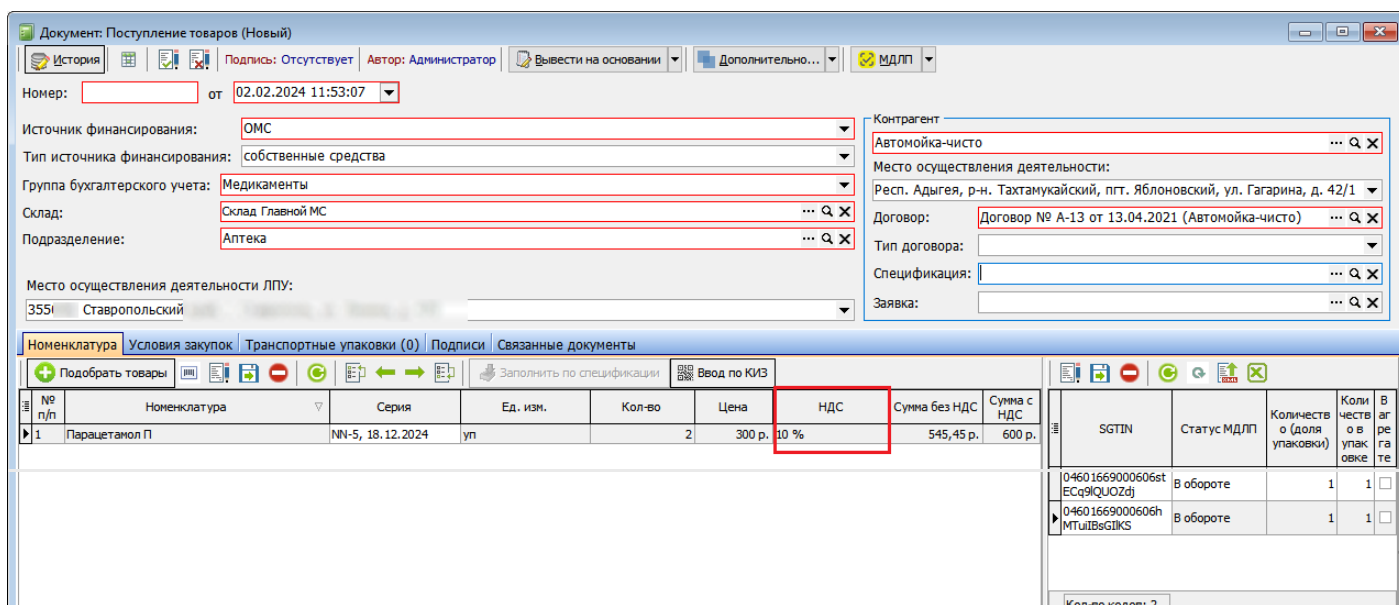 Документ: Поступление товаров (Новый)
История Подпись: Отсутствует Автор: Администратор Вывести на основании Дополнительно... МДЛП
Номер: от 02.02.2024 11:53:07
Источник финансирования: ОМС
Тип источника финансирования: собственные средства
Группа бухгалтерского учета: Медикаменты
Склад: Склад Главной МС
Подразделение: Аптека
Место осуществления деятельности ЛПУ:
Ставропольский
Контрагент
Автомойка-чисто
Место осуществления деятельности:
Респ. Адыгея, р-н. Тахтамукайский, пгт. Яблоновский, ул. Гагарина, д. 42/1
Договор: Договор № А-13 от 13.04.2021 (Автомойка-чисто)
Тип договора:
Спецификация:
Заявка:
Номенклатура Условия закупок Транспортные упаковки (0) Подписи Связанные документы
Подобрать товары Заполнить по спецификации Ввод по КИЗ
№ п/п Номенклатура Серия Ед. изм. Кол-во Цена НДС Сумма без НДС Сумма с НДС
1 Парацетамол П NN-5, 18.12.2024 уп 2 300 р. 10 % 545,45 р. 600 р.
SGTIN Статус МДЛП Количество (доля упаковки) Количество в упаковке В агрегате
04601669000606st В обороте 1 1
04601669000606h В обороте 1 1